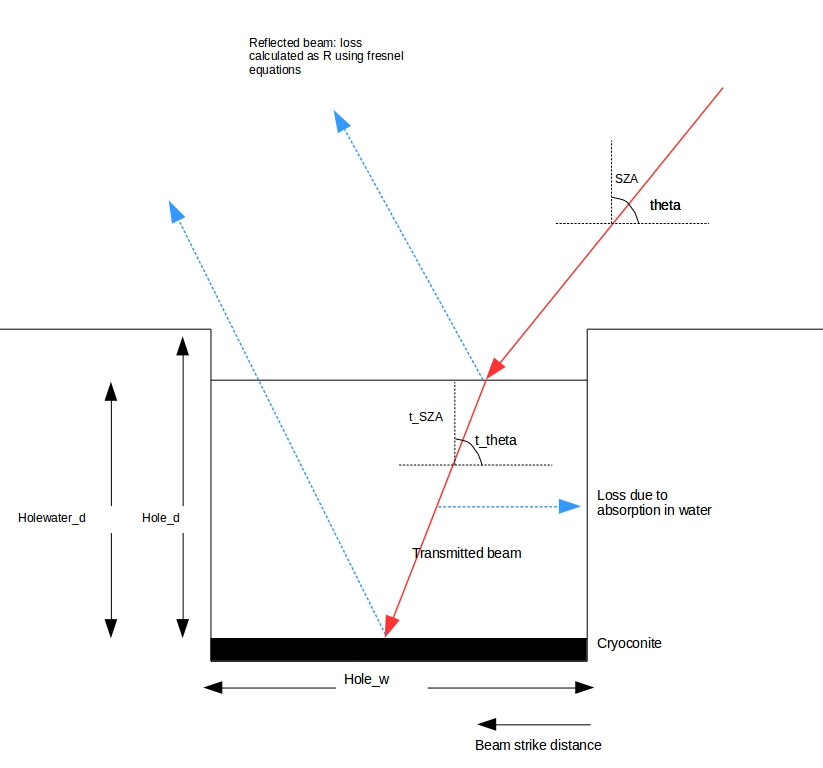 Reflected beam: loss
calculated as R using fresnel
equations
SZA
theta
t_SZA
t_theta
Loss due to
absorption in water
Holewater_d
Hole_d
Transmitted beam
Cryoconite
Hole_w
Beam strike distance